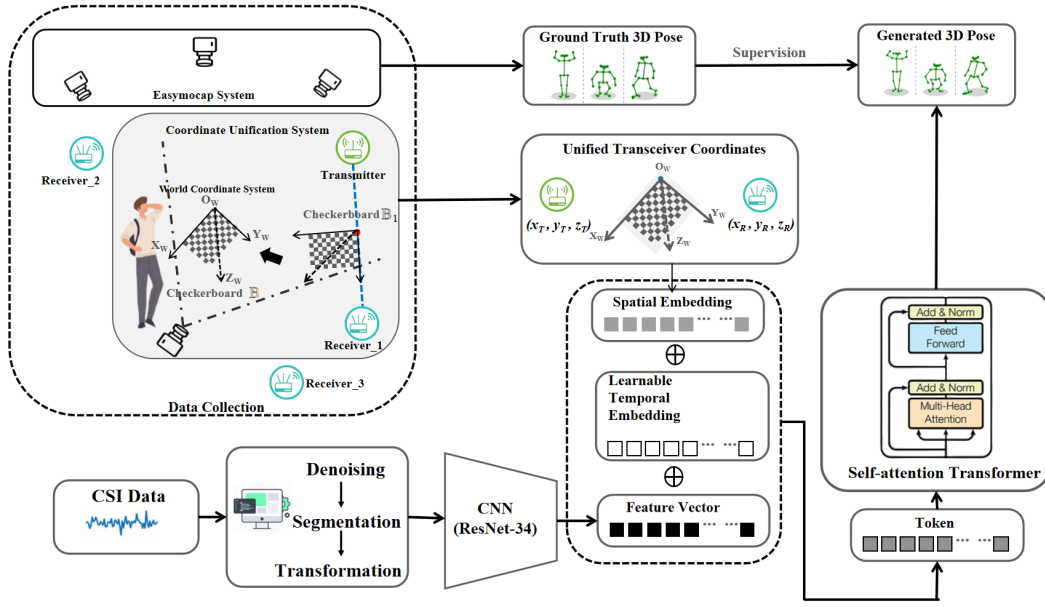 Easymocap System
Coordinate Unification System
Transmitter
Receiver_2
World Coordinate System
O_W
X_W
Y_W
Z_W
Checkerboard 𝔹₁
Checkerboard 𝔹
Receiver_1
Receiver_3
Data Collection
Ground Truth 3D Pose
Supervision
Generated 3D Pose
Unified Transceiver Coordinates
O_W
X_W
Y_W
Z_W
(x_T, y_T, z_T)
(x_R, y_R, z_R)
Spatial Embedding
... ...
Learnable
Temporal
Embedding
... ...
Feature Vector
... ...
CSI Data
Denoising
Segmentation
Transformation
CNN
(ResNet-34)
Add & Norm
Feed
Forward
Add & Norm
Multi-Head
Attention
Self-attention Transformer
Token
... ...